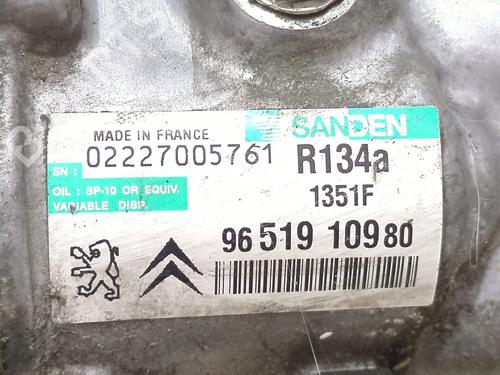 MADE IN FRANCE
SANDEN
SN : 02227005761
R134a
OIL : SP-10 OR EQUIV.
VARIABLE DISP.
1351F
96 519 109 80